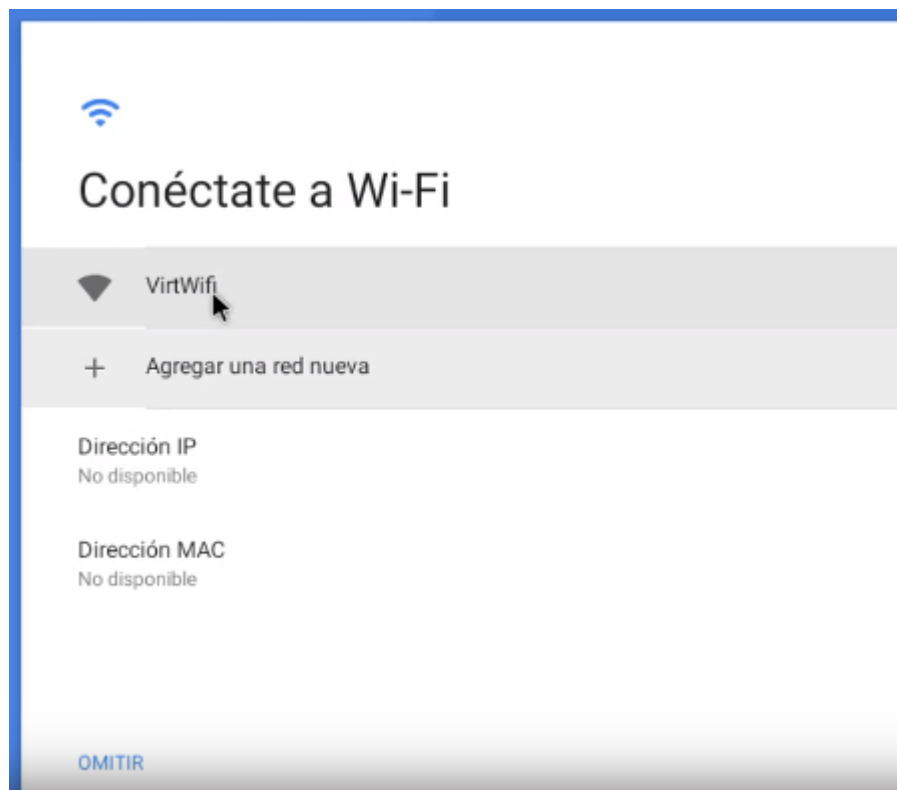 Conéctate a Wi-Fi
VirtWifi
Agregar una red nueva
Dirección IP
No disponible
Dirección MAC
No disponible
OMITIR